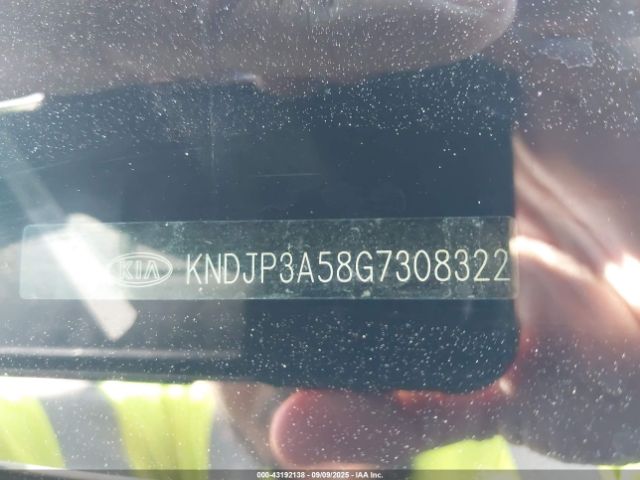 KIA KNDJP3A58G7308322
000-43192138 | 09/09/2025 | IAA Inc.